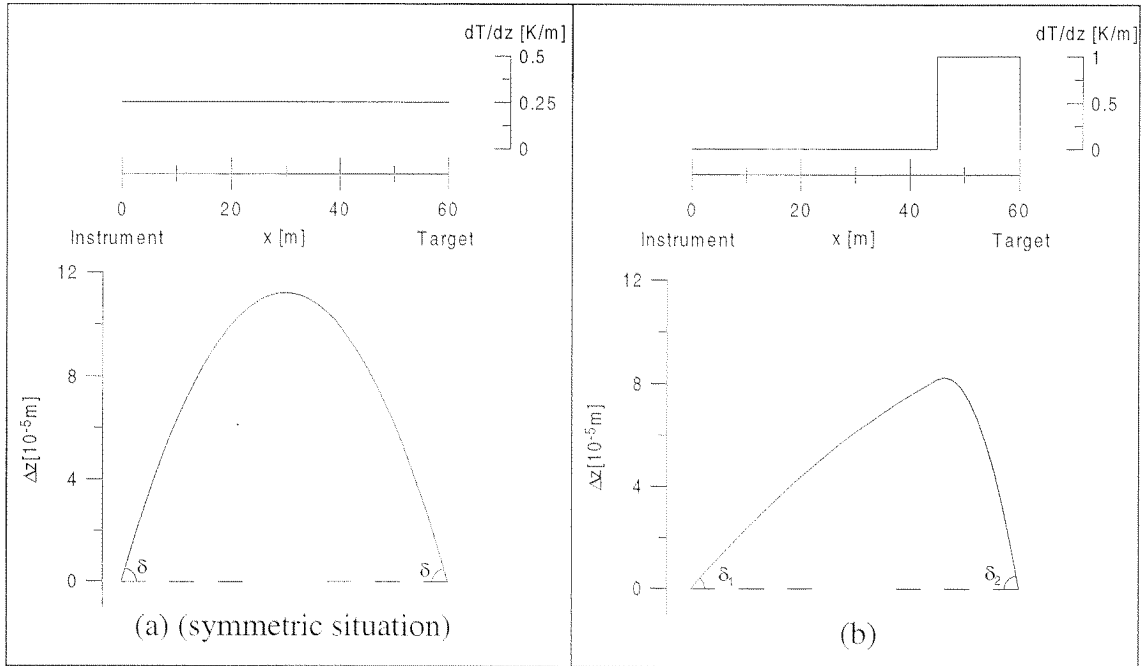 dT/dz [K/m]
0.5
0.25
0
0 20 40 60
Instrument x [m] Target
12
8
4
0
Δz[10⁻⁵m]
δ δ
(a) (symmetric situation)
dT/dz [K/m]
1
0.5
0
0 20 40 60
Instrument x [m] Target
12
8
4
0
Δz[10⁻⁵m]
δ₁ δ₂
(b)